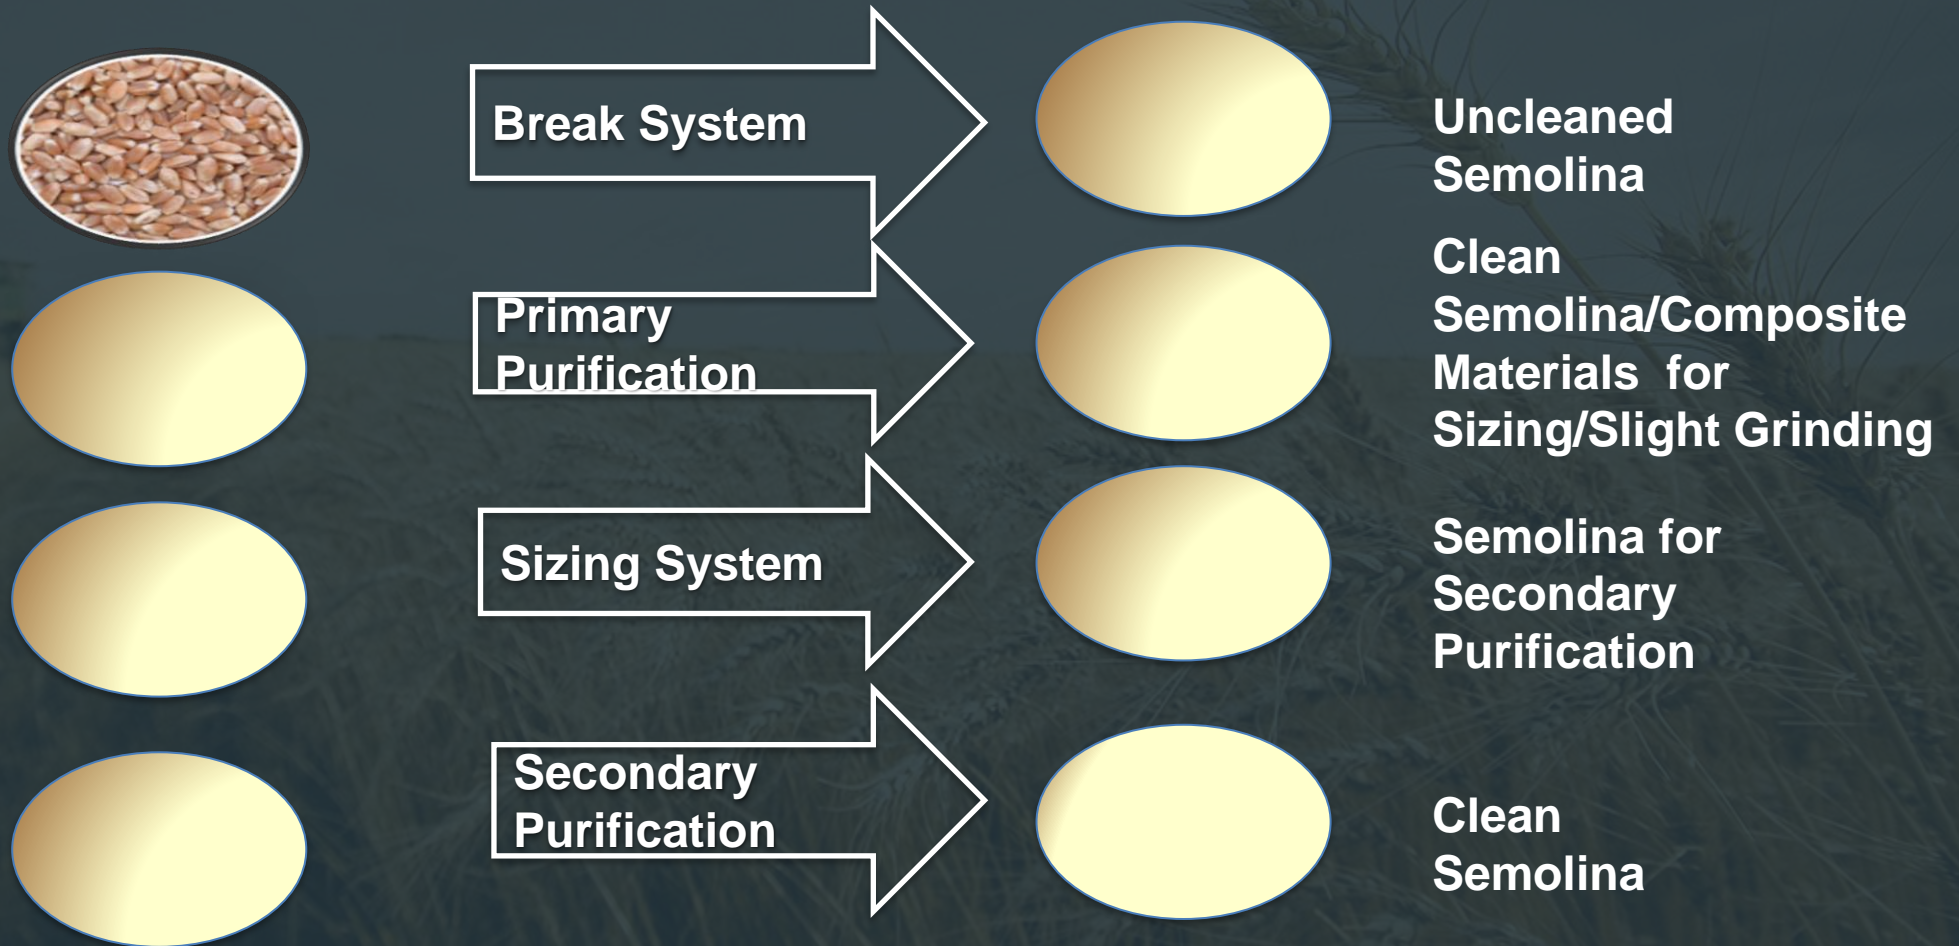 Break System
Uncleaned
Semolina
Primary
Purification
Clean
Semolina/Composite
Materials  for
Sizing/Slight Grinding
Sizing System
Semolina for
Secondary
Purification
Secondary
Purification
Clean
Semolina